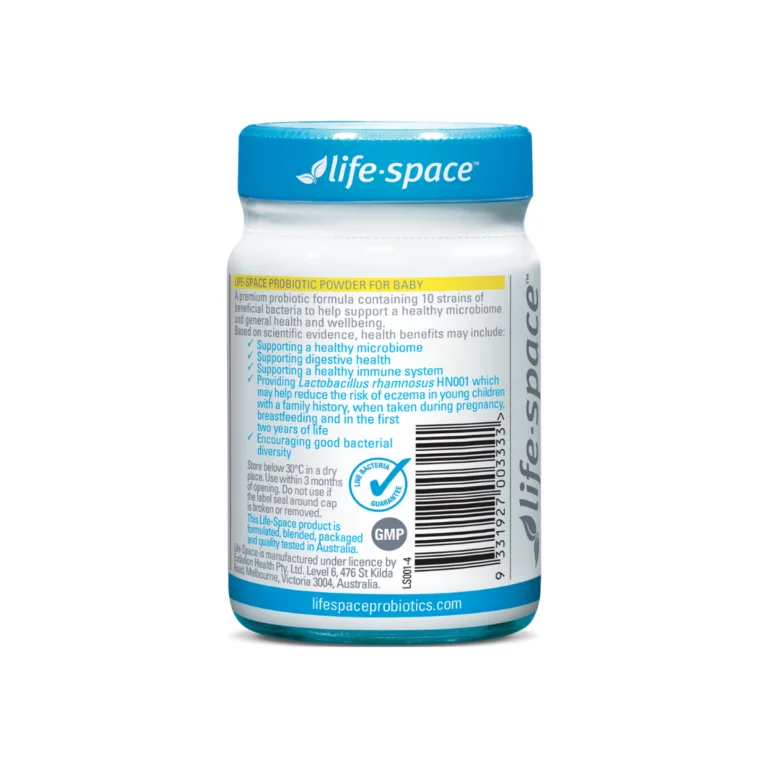 life·space™
LIFE-SPACE PROBIOTIC POWDER FOR BABY
A premium probiotic formula containing 10 strains of
beneficial bacteria to help support a healthy microbiome
and general health and wellbeing.
Based on scientific evidence, health benefits may include:
✓ Supporting a healthy microbiome
✓ Supporting digestive health
✓ Supporting a healthy immune system
✓ Providing Lactobacillus rhamnosus HN001 which
may help reduce the risk of eczema in young children
with a family history, when taken during pregnancy,
breastfeeding and in the first
two years of life
✓ Encouraging good bacterial
diversity
Store below 30°C in a dry
place. Use within 3 months
of opening. Do not use if
the label seal around cap
is broken or removed.
LIVE BACTERIA
GUARANTEE
This Life-Space product is
formulated, blended, packaged
and quality tested in Australia.
GMP
Life-Space is manufactured under licence by
Evolution Health Pty. Ltd. Level 6, 476 St Kilda
Road, Melbourne, Victoria 3004, Australia.
LS001-4
9 331927 003333 >
life·space™
lifespaceprobiotics.com